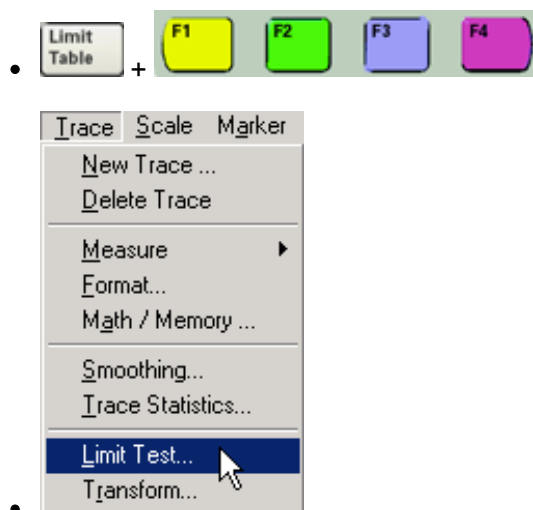 Limit
Table + F1 F2 F3 F4
Trace Scale Marker
New Trace ...
Delete Trace
Measure
Format...
Math / Memory ...
Smoothing...
Trace Statistics...
Limit Test...
Transform...